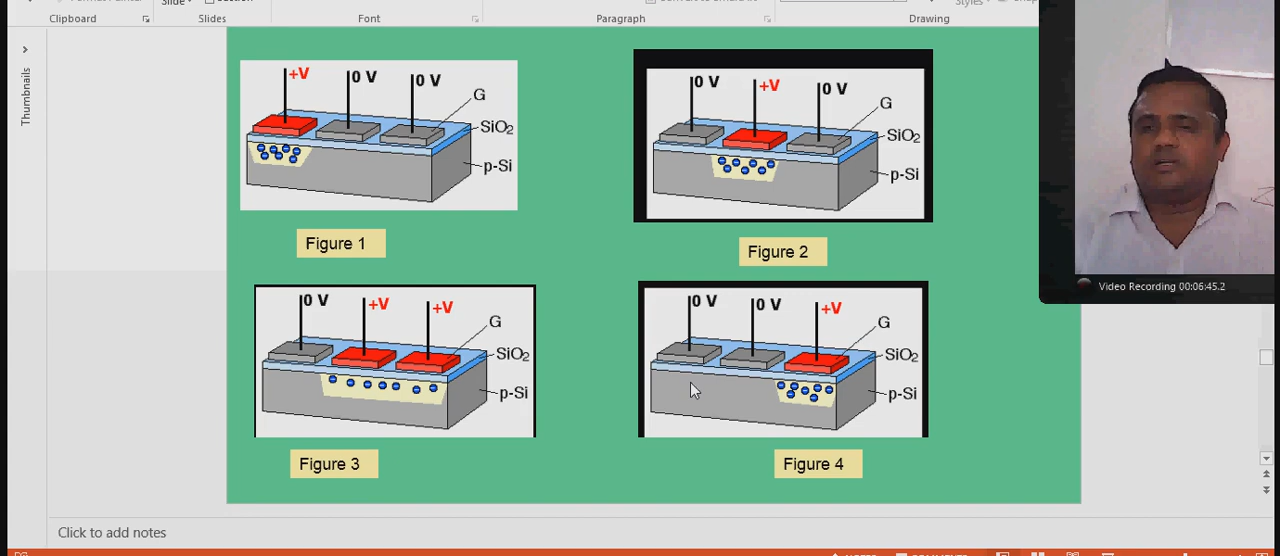 Slides
Clipboard
Slides
Font
Paragraph
Drawing
Styles
Thumbnails
+V
0 V
0 V
G
SiO2
p-Si
Figure 1
0 V
+V
0 V
G
SiO2
p-Si
Figure 2
0 V
+V
+V
G
SiO2
p-Si
Figure 3
0 V
0 V
+V
G
SiO2
p-Si
Figure 4
Video Recording 00:06:45.2
Click to add notes